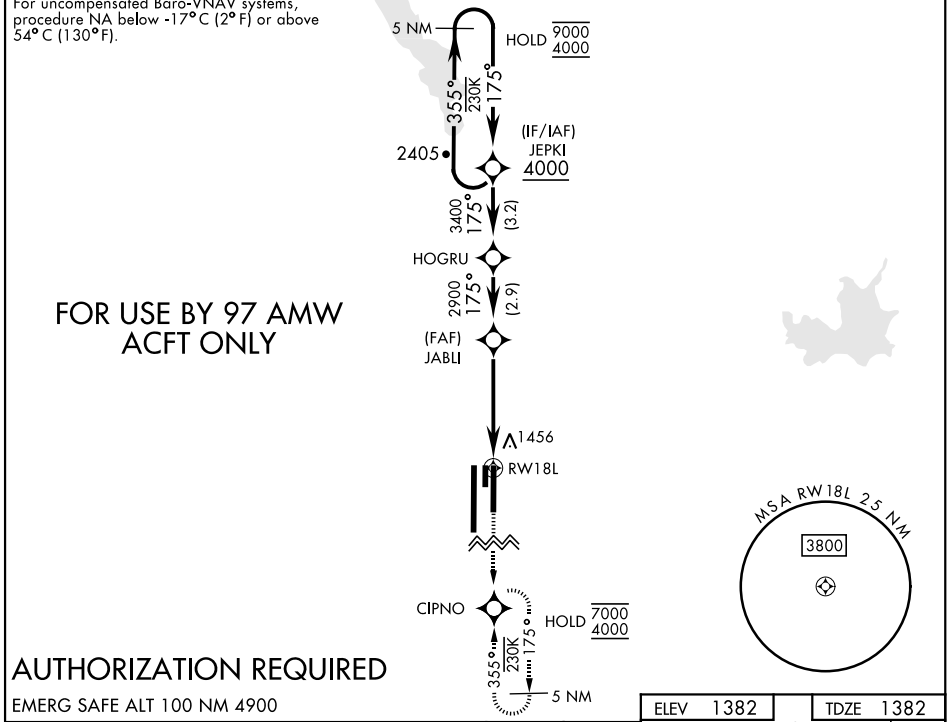 For uncompensated Baro-VNAV systems,
procedure NA below -17°C (2°F) or above
54°C (130°F).
5 NM
HOLD 9000
4000
355°
230K
175°
(IF/IAF)
JEPKI
4000
2405
3400
175°
(3.2)
HOGRU
2900
175°
(2.9)
FOR USE BY 97 AMW
ACFT ONLY
(FAF)
JABLI
1456
RW18L
MSA RW18L 25 NM
3800
CIPNO
HOLD 7000
4000
355°
230K
175°
5 NM
AUTHORIZATION REQUIRED
EMERG SAFE ALT 100 NM 4900
ELEV 1382
TDZE 1382